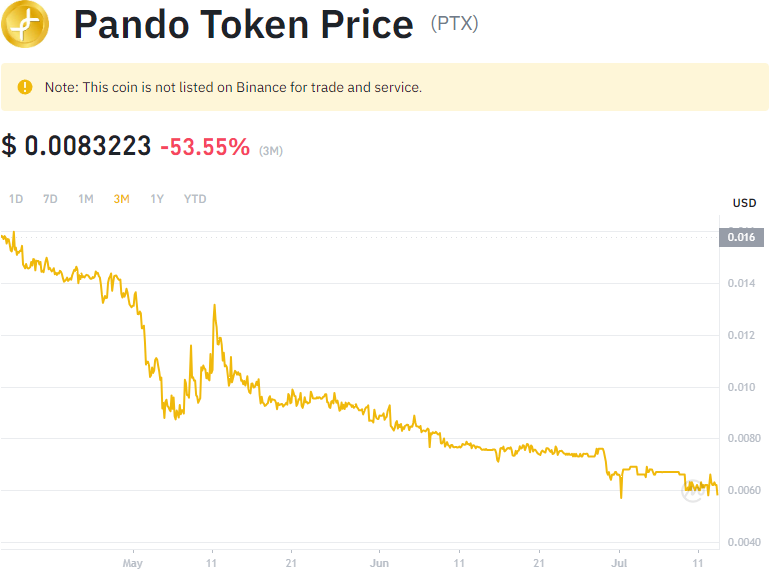 Pando Token Price (PTX)
Note: This coin is not listed on Binance for trade and service.
$ 0.0083223 -53.55% (3M)
1D 7D 1M 3M 1Y YTD
USD
0.016
0.014
0.012
0.010
0.0080
0.0060
0.0040
May 11 21 Jun 11 21 Jul 11